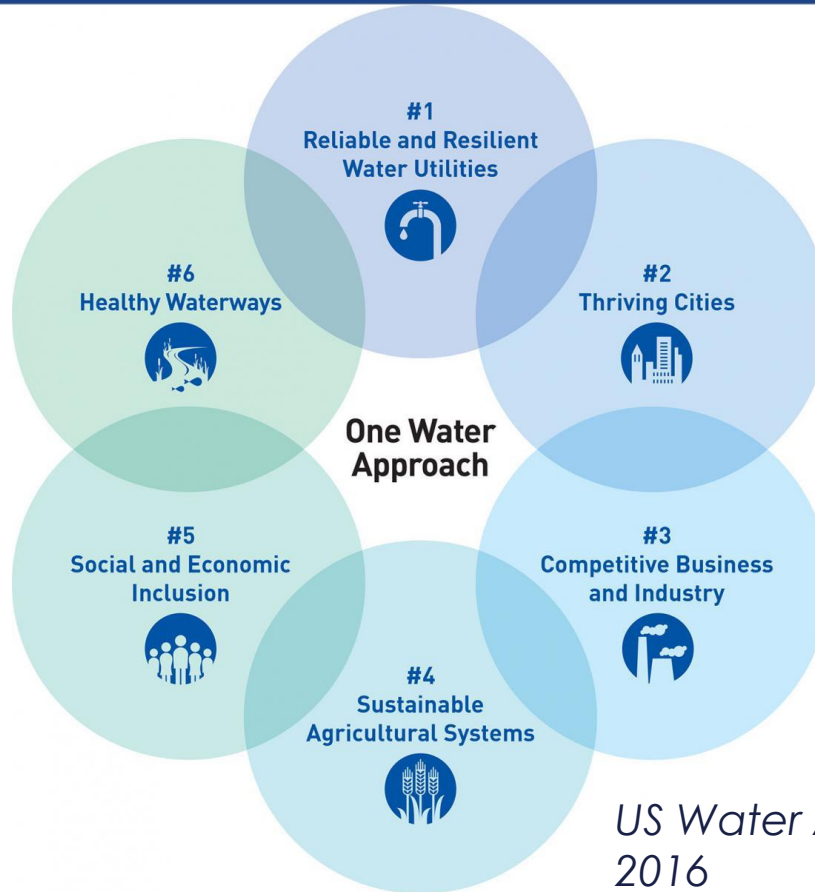 #1
Reliable and Resilient
Water Utilities
#2
Thriving Cities
#3
Competitive Business
and Industry
#4
Sustainable
Agricultural Systems
#5
Social and Economic
Inclusion
#6
Healthy Waterways
One Water
Approach
US Water
2016